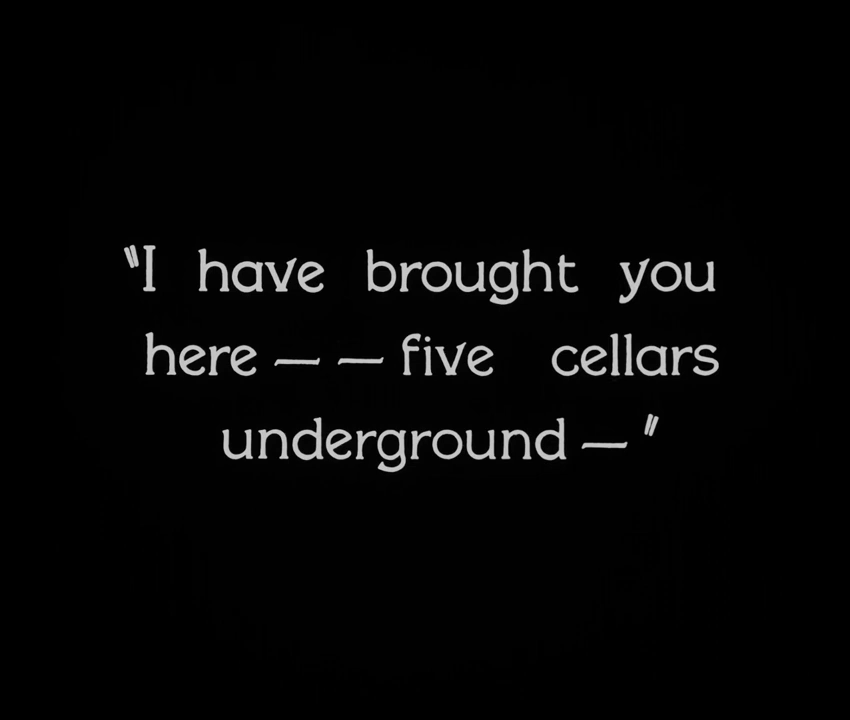 "I have brought you
here — — five cellars
underground — "